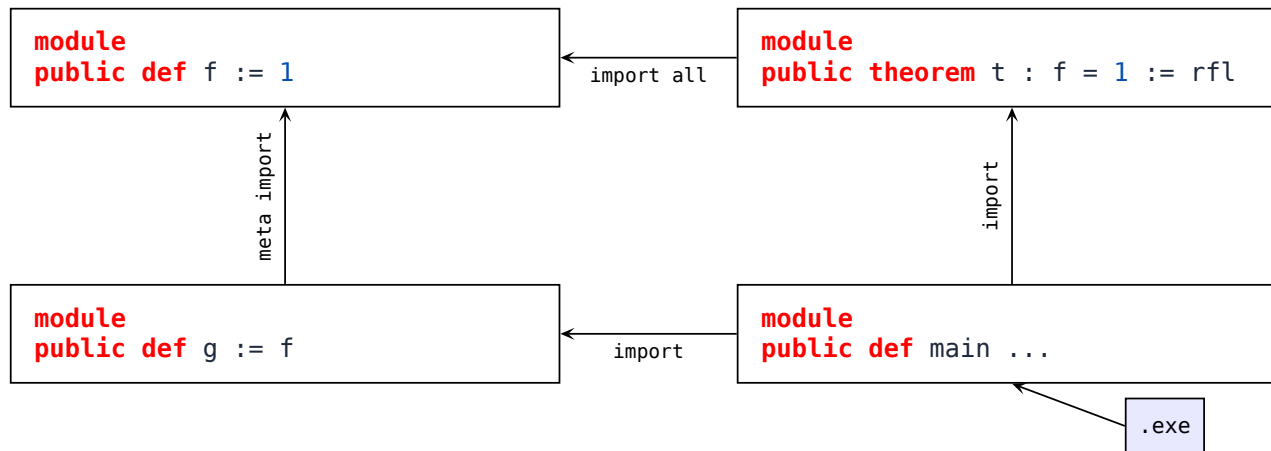 module
public def f := 1
import all
module
public theorem t : f = 1 := rfl
meta import
import
module
public def g := f
import
module
public def main ...
.exe